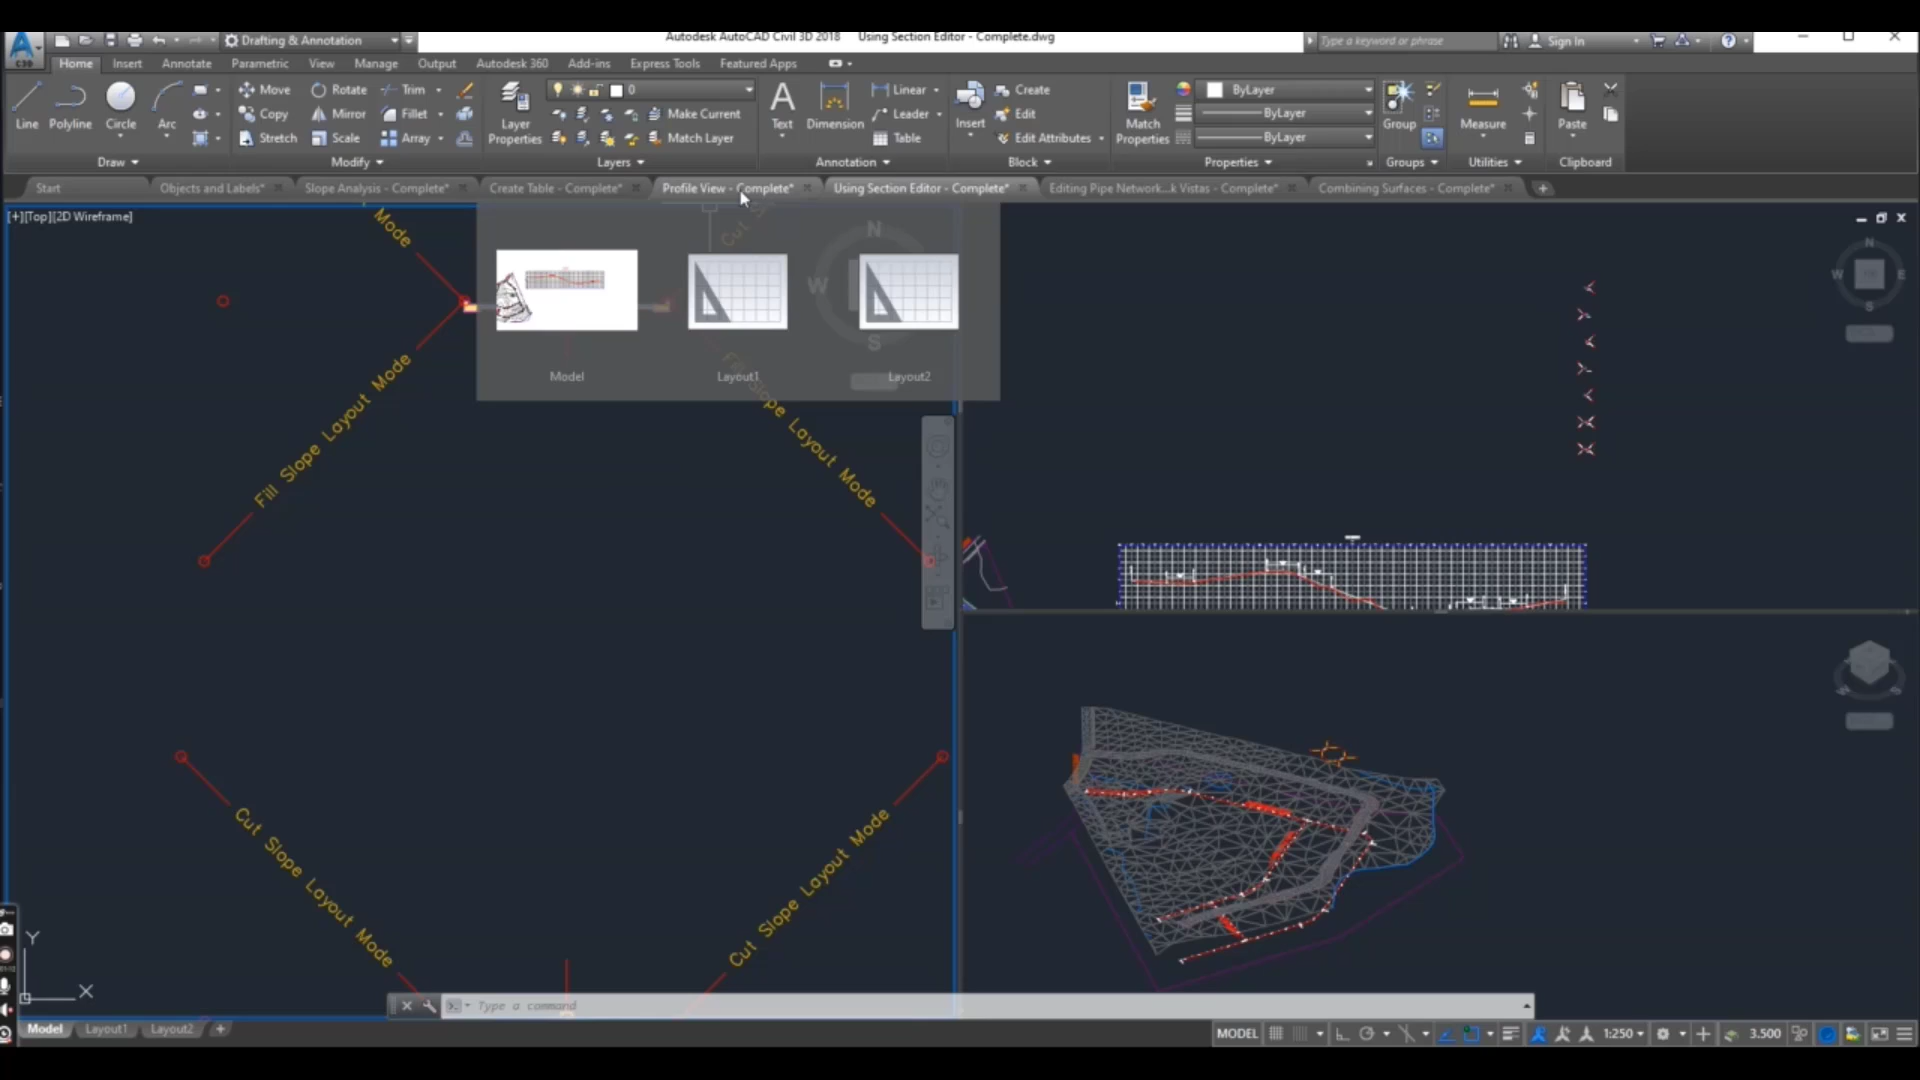 Drafting & Annotation
Autodesk AutoCAD Civil 3D 2018 Using Section Editor - Complete.dwg
Type a keyword or phrase
Sign In
C3D
Home Insert Annotate Parametric View Manage Output Autodesk 360 Add-ins Express Tools Featured Apps
Line Polyline Circle Arc
Move Rotate Trim
Copy Mirror Fillet
Stretch Scale Array
Layer Properties
0
Make Current
Match Layer
Text Dimension
Linear
Leader
Table
Insert
Create
Edit
Edit Attributes
Match Properties
ByLayer
ByLayer
ByLayer
Group
Measure
Paste
Draw Modify Layers Annotation Block Properties Groups Utilities Clipboard
Start Objects and Labels* Slope Analysis - Complete* Create Table - Complete* Profile View - Complete* Using Section Editor - Complete* Editing Pipe Network...k Vistas - Complete* Combining Surfaces - Complete*
[+][Top][2D Wireframe]
Mode
Cut
N
W
S
Model
Layout1
Layout2
N
W E
S
Fill Slope Layout Mode
Fill Slope Layout Mode
Cut Slope Layout Mode
Cut Slope Layout Mode
Y
X
Type a command
Model Layout1 Layout2
MODEL
1:250
3.500